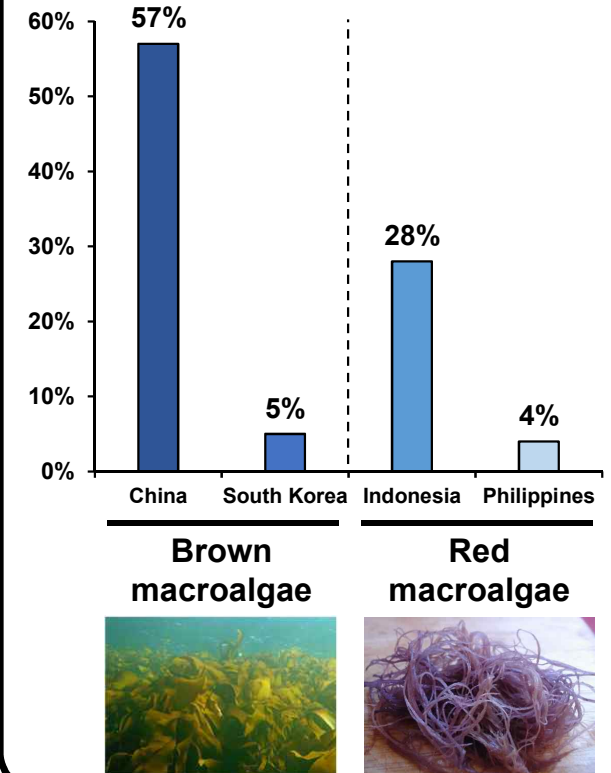 60%
57%
50%
40%
30%
28%
20%
10%
5%
4%
0%
China
South Korea
Indonesia
Philippines
Brown
macroalgae
Red
macroalgae